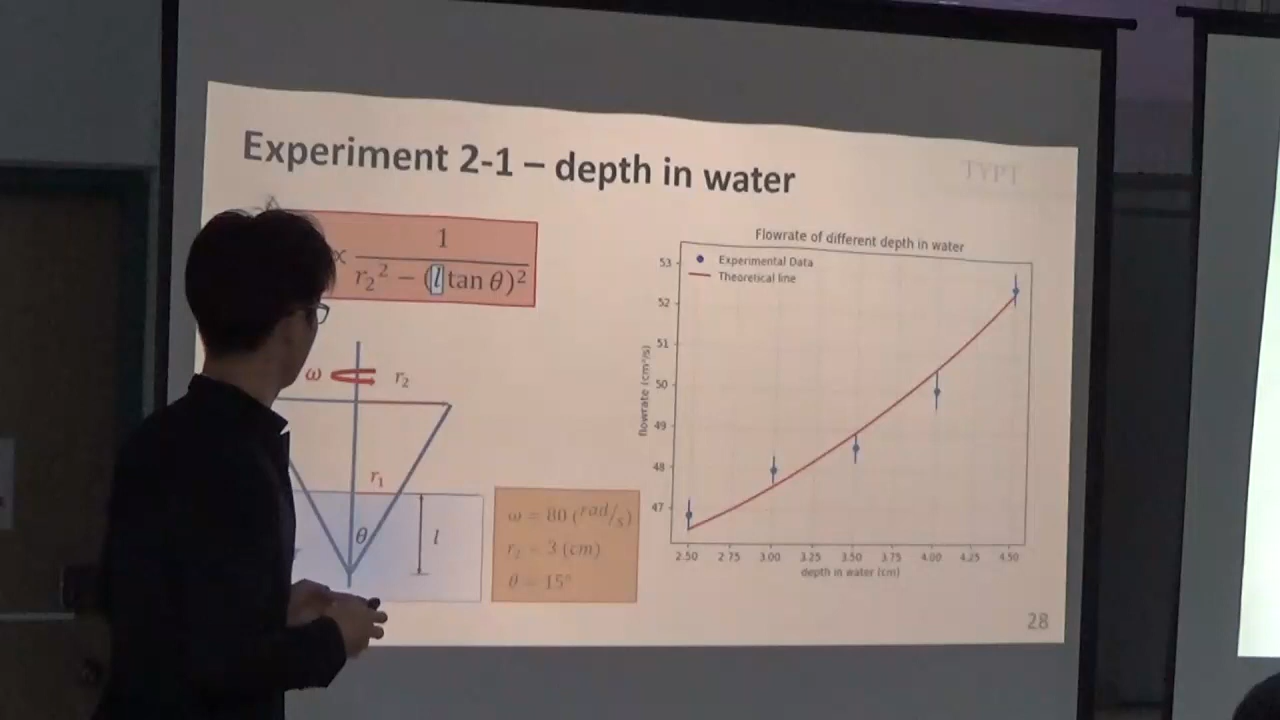 Experiment 2-1 – depth in water
TYPT
∝ 1 / r₂² − (l tan θ)²
ω
r₂
r₁
θ
l
ω = 80 (rad/s)
r₂ = 3 (cm)
θ = 15°
Flowrate of different depth in water
Experimental Data
Theoretical line
flowrate (cm³/s)
53
52
51
50
49
48
47
2.50 2.75 3.00 3.25 3.50 3.75 4.00 4.25 4.50
depth in water (cm)
28